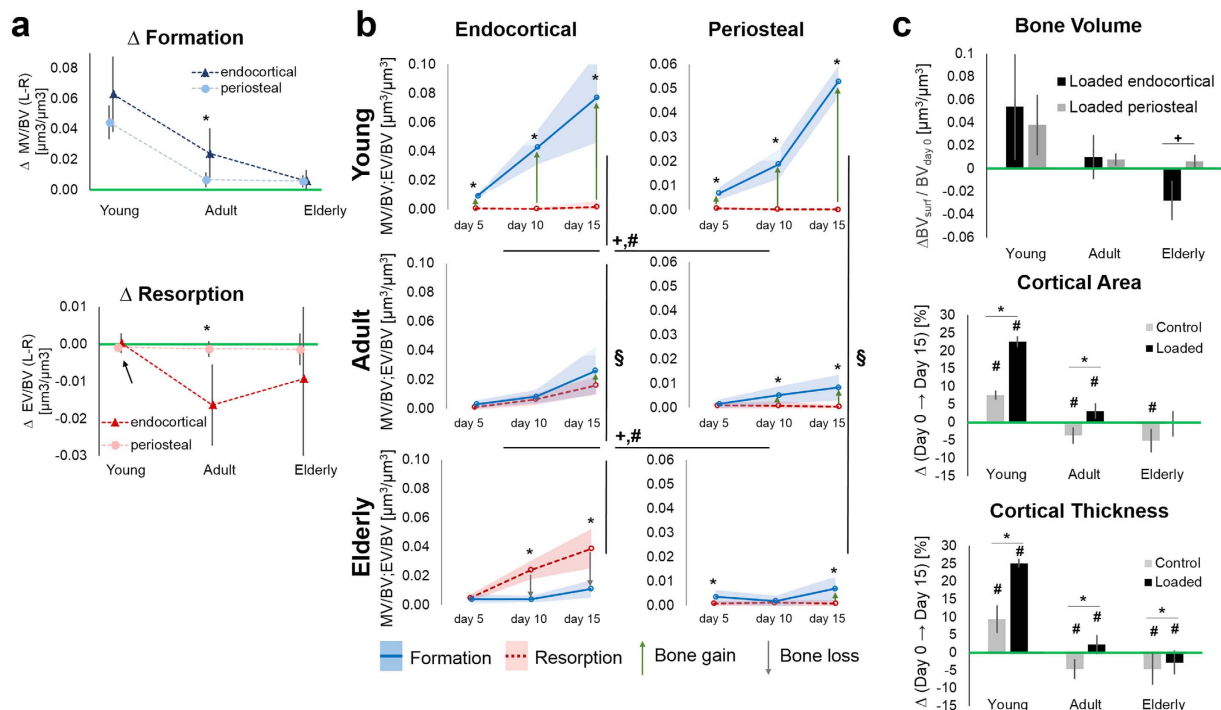 a
Δ Formation
Δ MV/BV (L-R)
[µm3/µm3]
0.08
0.06
0.04
0.02
0.00
endocortical
periosteal
*
Young
Adult
Elderly
Δ Resorption
Δ EV/BV (L-R)
[µm3/µm3]
0.01
0.00
-0.01
-0.02
-0.03
*
endocortical
periosteal
Young
Adult
Elderly
b
Endocortical
Periosteal
Young
MV/BV;EV/BV [µm³/µm³]
0.10
0.08
0.06
0.04
0.02
0.00
*
*
*
day 5
day 10
day 15
0.06
0.05
0.04
0.03
0.02
0.01
0.00
*
*
*
day 5
day 10
day 15
+,#
Adult
MV/BV;EV/BV [µm³/µm³]
0.10
0.08
0.06
0.04
0.02
0.00
day 5
day 10
day 15
§
0.06
0.05
0.04
0.03
0.02
0.01
0.00
*
*
day 5
day 10
day 15
§
+,#
Elderly
MV/BV;EV/BV [µm³/µm³]
0.10
0.08
0.06
0.04
0.02
0.00
*
*
day 5
day 10
day 15
0.06
0.05
0.04
0.03
0.02
0.01
0.00
*
*
day 5
day 10
day 15
Formation
Resorption
Bone gain
Bone loss
c
Bone Volume
ΔBVsurf / BVday 0 [µm³/µm³]
0.1
0.08
0.06
0.04
0.02
0
-0.02
-0.04
0.06
Loaded endocortical
Loaded periosteal
+
Young
Adult
Elderly
Cortical Area
Δ (Day 0 → Day 15) [%]
30
25
20
15
10
5
0
-5
-10
-15
Control
Loaded
*
#
#
*
#
#
#
Young
Adult
Elderly
Cortical Thickness
Δ (Day 0 → Day 15) [%]
30
25
20
15
10
5
0
-5
-10
-15
Control
Loaded
*
#
#
*
#
#
*
#
#
Young
Adult
Elderly